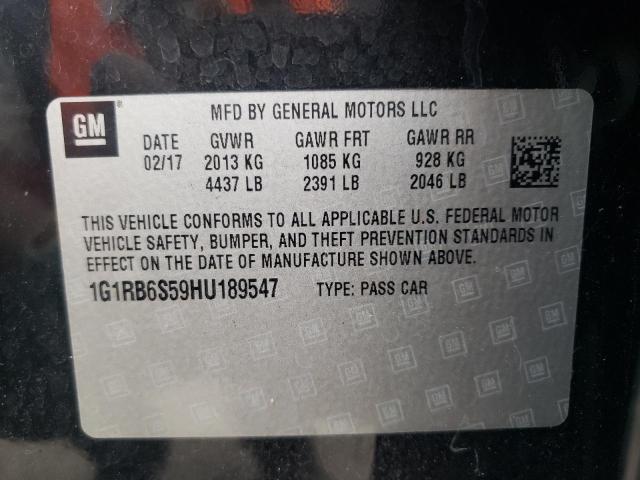 GM
MFD BY GENERAL MOTORS LLC
DATE GVWR GAWR FRT GAWR RR
02/17 2013 KG 1085 KG 928 KG
4437 LB 2391 LB 2046 LB
THIS VEHICLE CONFORMS TO ALL APPLICABLE U.S. FEDERAL MOTOR
VEHICLE SAFETY, BUMPER, AND THEFT PREVENTION STANDARDS IN
EFFECT ON THE DATE OF MANUFACTURE SHOWN ABOVE.
1G1RB6S59HU189547 TYPE: PASS CAR